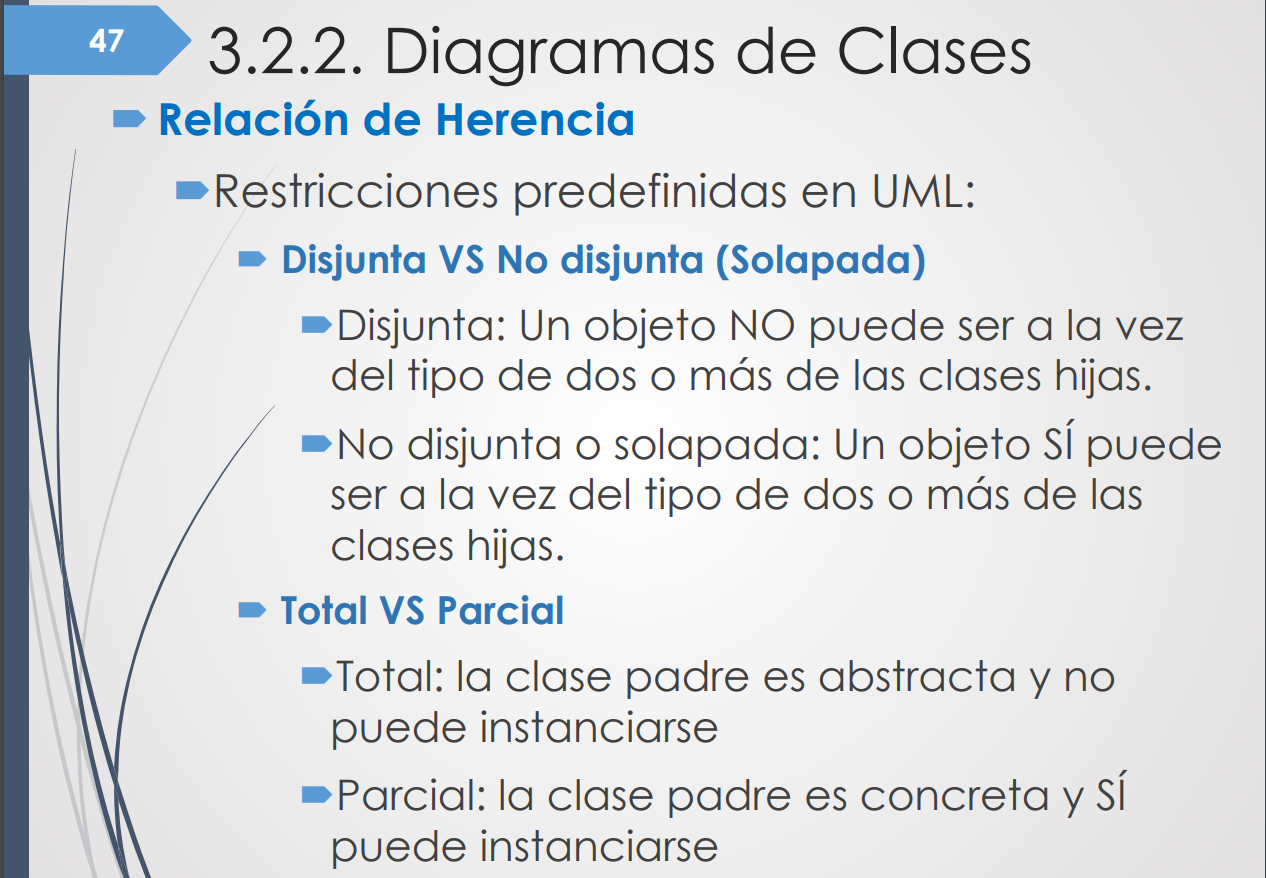 47
3.2.2. Diagramas de Clases
Relación de Herencia
Restricciones predefinidas en UML:
Disjunta VS No disjunta (Solapada)
Disjunta: Un objeto NO puede ser a la vez
del tipo de dos o más de las clases hijas.
No disjunta o solapada: Un objeto SÍ puede
ser a la vez del tipo de dos o más de las
clases hijas.
Total VS Parcial
Total: la clase padre es abstracta y no
puede instanciarse
Parcial: la clase padre es concreta y SÍ
puede instanciarse